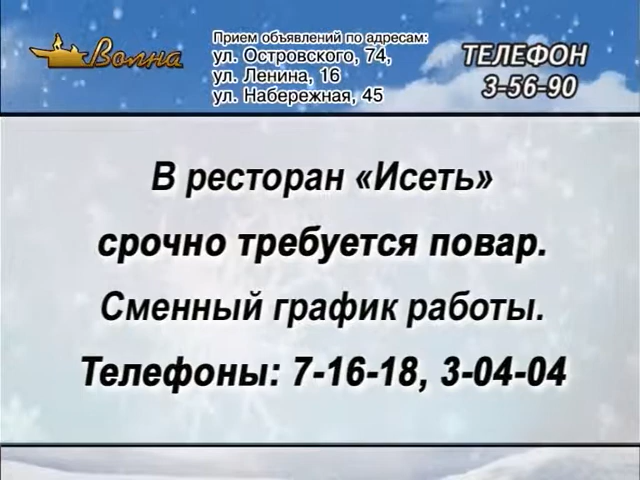 Волна
Прием объявлений по адресам:
ул. Островского, 74,
ул. Ленина, 16
ул. Набережная, 45
ТЕЛЕФОН
3-56-90
В ресторан «Исеть»
срочно требуется повар.
Сменный график работы.
Телефоны: 7-16-18, 3-04-04